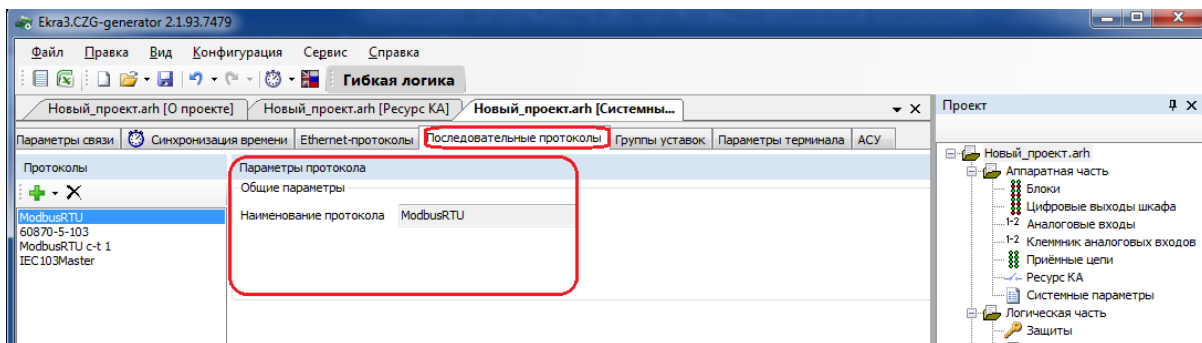 Ekra3.CZG-generator 2.1.93.7479
Файл Правка Вид Конфигурация Сервис Справка
Гибкая логика
Новый_проект.arh [О проекте] Новый_проект.arh [Ресурс КА] Новый_проект.arh [Системны...
Параметры связи Синхронизация времени Ethernet-протоколы Последовательные протоколы Группы уставок Параметры терминала АСУ
Протоколы
ModbusRTU
60870-5-103
ModbusRTU c-t 1
IEC103Master
Параметры протокола
Общие параметры
Наименование протокола ModbusRTU
Проект
Новый_проект.arh
Аппаратная часть
Блоки
Цифровые выходы шкафа
1-2 Аналоговые входы
1-2 Клеммник аналоговых входов
Приёмные цепи
Ресурс КА
Системные параметры
Логическая часть
Защиты